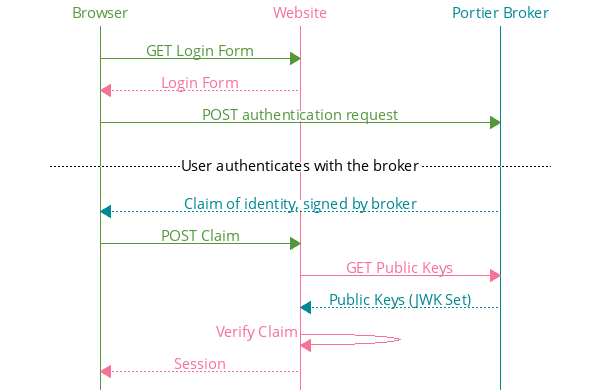 Browser
Website
Portier Broker
GET Login Form
Login Form
POST authentication request
User authenticates with the broker
Claim of identity, signed by broker
POST Claim
GET Public Keys
Public Keys (JWK Set)
Verify Claim
Session